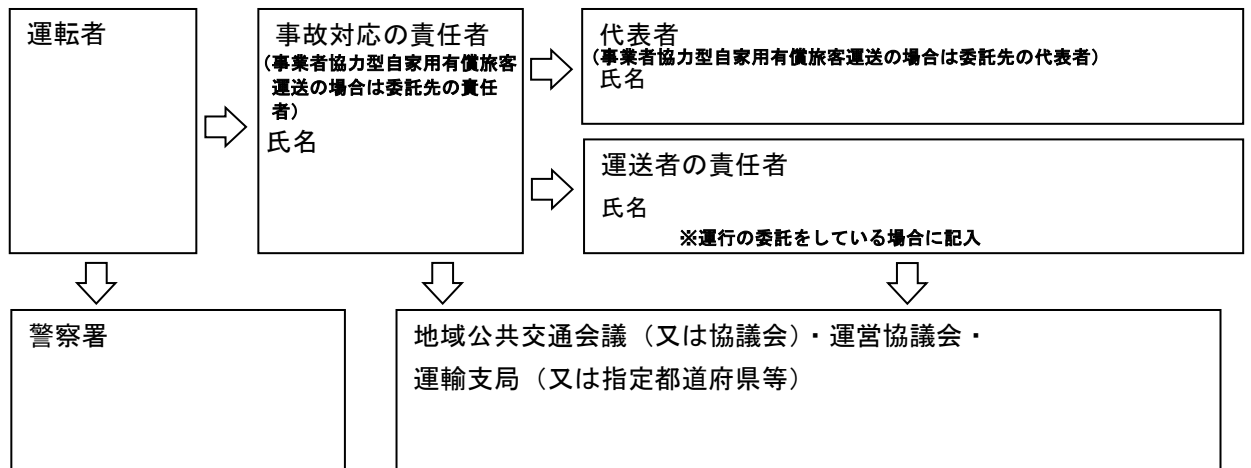 運転者
事故対応の責任者
(事業者協力型自家用有償旅客
運送の場合は委託先の責任
者)
氏名
代表者
(事業者協力型自家用有償旅客運送の場合は委託先の代表者)
氏名
運送者の責任者
氏名
※運行の委託をしている場合に記入
警察署
地域公共交通会議（又は協議会）・運営協議会・
運輸支局（又は指定都道府県等）